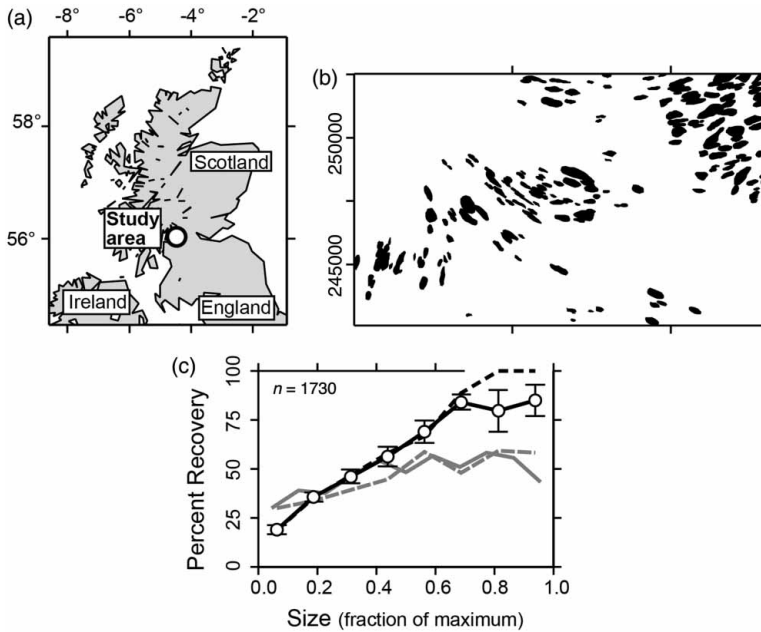 (a)
-8° -6° -4° -2°
58°
56°
Scotland
Study
area
Ireland
England
(b)
250000
245000
(c)
n = 1730
Percent Recovery
100
75
50
25
0
0.0 0.2 0.4 0.6 0.8 1.0
Size (fraction of maximum)